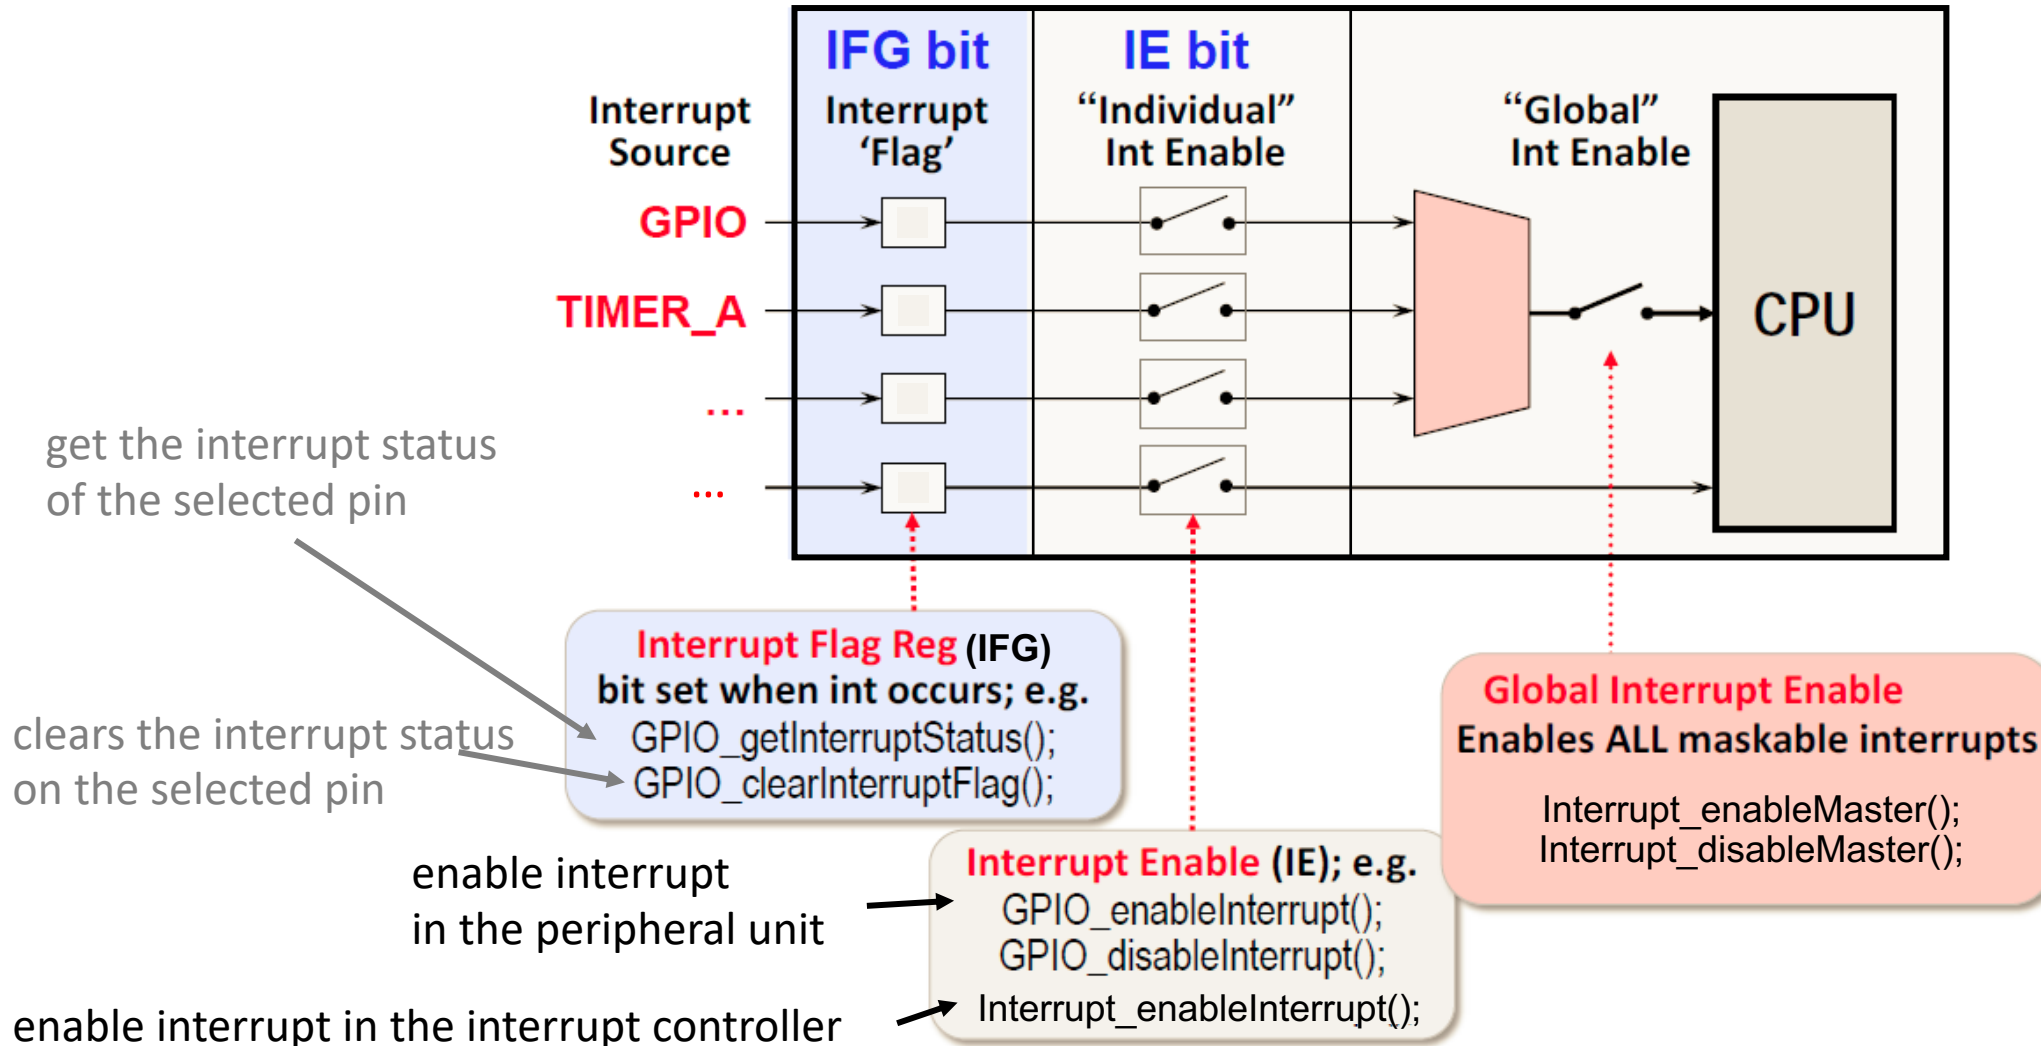 IFG bit
IE bit
Interrupt
Source
Interrupt
‘Flag’
“Individual”
Int Enable
“Global”
Int Enable
GPIO
TIMER_A
...
...
CPU
get the interrupt status
of the selected pin
clears the interrupt status
on the selected pin
Interrupt Flag Reg (IFG)
bit set when int occurs; e.g.
GPIO_getInterruptStatus();
GPIO_clearInterruptFlag();
Global Interrupt Enable
Enables ALL maskable interrupts
Interrupt_enableMaster();
Interrupt_disableMaster();
enable interrupt
in the peripheral unit
Interrupt Enable (IE); e.g.
GPIO_enableInterrupt();
GPIO_disableInterrupt();
Interrupt_enableInterrupt();
enable interrupt in the interrupt controller